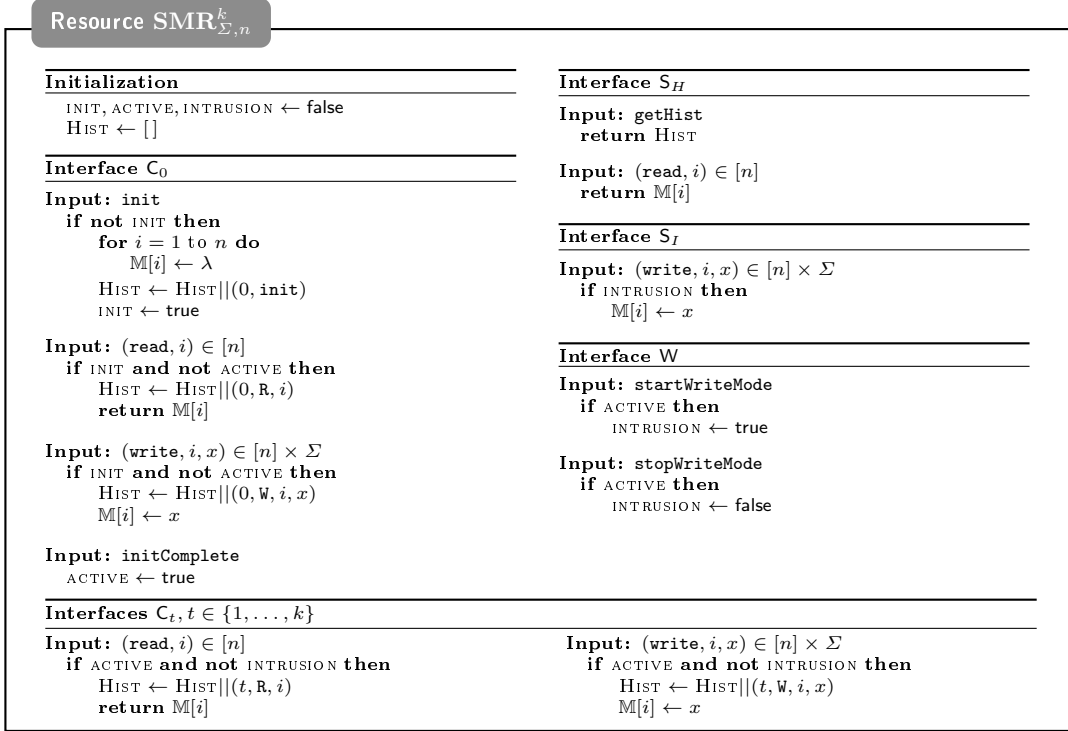 Resource SMR^k_{Σ,n}
Initialization
INIT, ACTIVE, INTRUSION ← false
HIST ← [ ]
Interface C_0
Input: init
if not INIT then
for i = 1 to n do
𝕄[i] ← λ
HIST ← HIST||(0, init)
INIT ← true
Input: (read, i) ∈ [n]
if INIT and not ACTIVE then
HIST ← HIST||(0, R, i)
return 𝕄[i]
Input: (write, i, x) ∈ [n] × Σ
if INIT and not ACTIVE then
HIST ← HIST||(0, W, i, x)
𝕄[i] ← x
Input: initComplete
ACTIVE ← true
Interface S_H
Input: getHist
return HIST
Input: (read, i) ∈ [n]
return 𝕄[i]
Interface S_I
Input: (write, i, x) ∈ [n] × Σ
if INTRUSION then
𝕄[i] ← x
Interface W
Input: startWriteMode
if ACTIVE then
INTRUSION ← true
Input: stopWriteMode
if ACTIVE then
INTRUSION ← false
Interfaces C_t, t ∈ {1, . . . , k}
Input: (read, i) ∈ [n]
if ACTIVE and not INTRUSION then
HIST ← HIST||(t, R, i)
return 𝕄[i]
Input: (write, i, x) ∈ [n] × Σ
if ACTIVE and not INTRUSION then
HIST ← HIST||(t, W, i, x)
𝕄[i] ← x